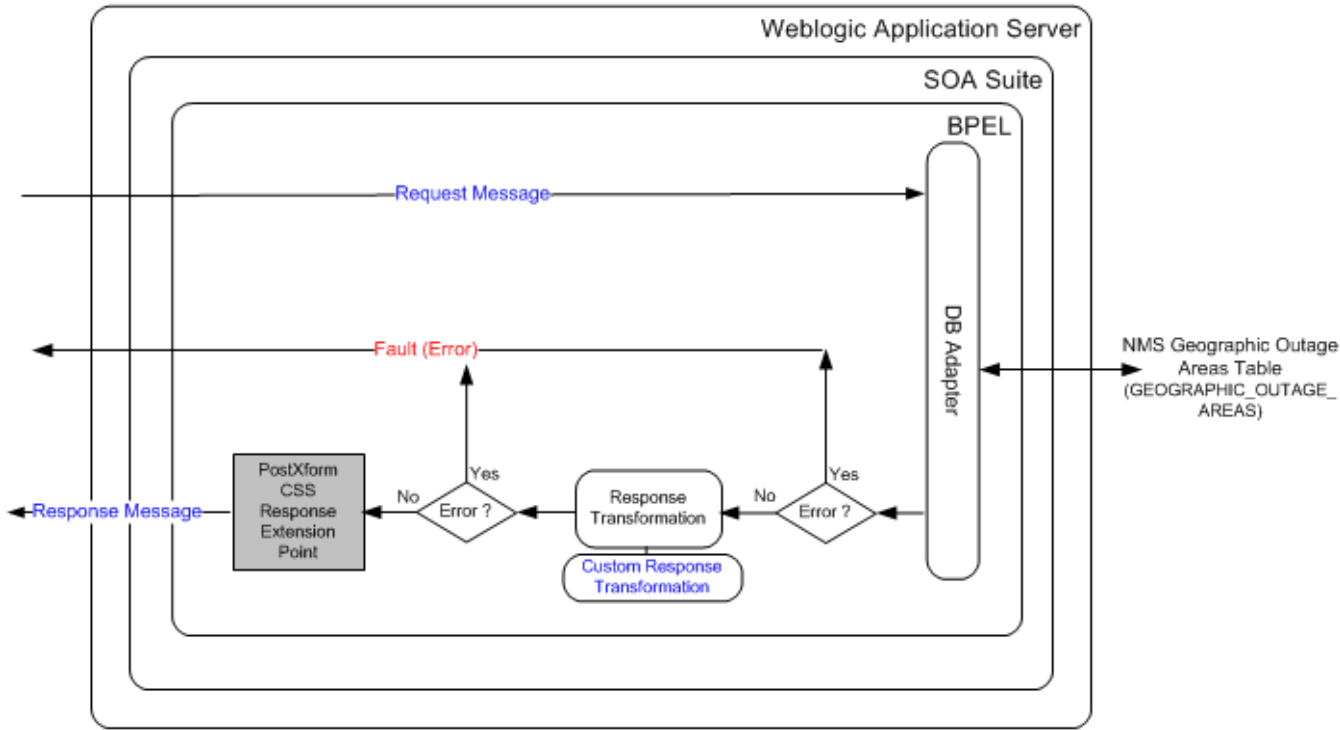 Weblogic Application Server
SOA Suite
BPEL
Request Message
DB Adapter
NMS Geographic Outage
Areas Table
(GEOGRAPHIC_OUTAGE_
AREAS)
Fault (Error)
Yes
Yes
No
No
Error ?
Error ?
Response
Transformation
Custom Response
Transformation
PostXform
CSS
Response
Extension
Point
Response Message